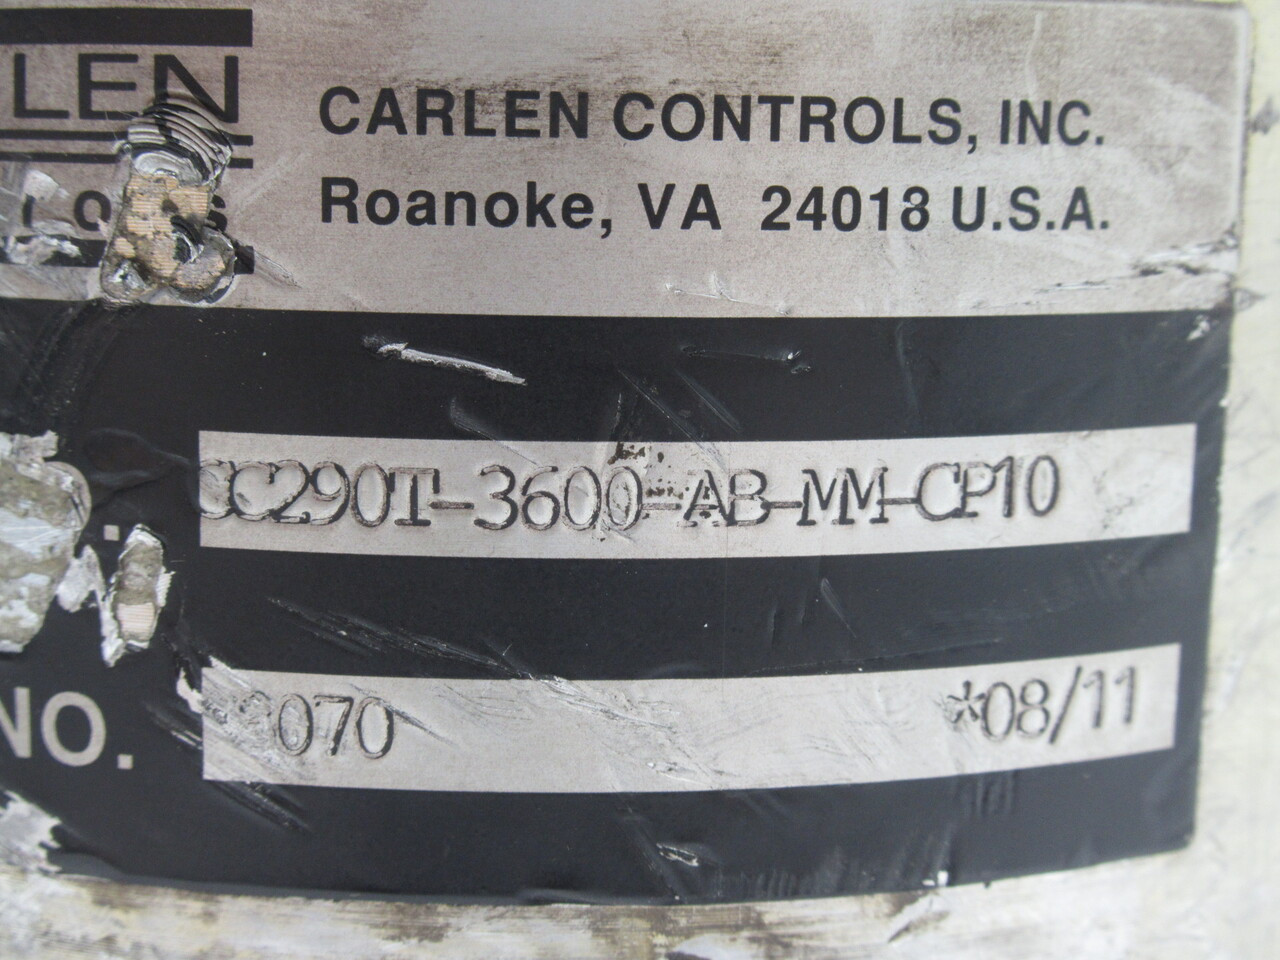 LEN
CARLEN CONTROLS, INC.
Roanoke, VA 24018 U.S.A.
CC290T-3600-AB-MM-CP10
NO. 070 *08/11